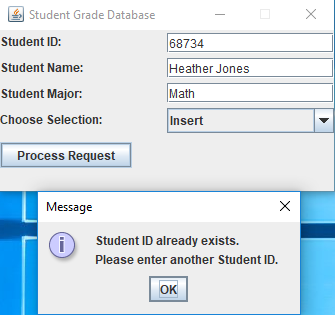 Student Grade Database
Student ID: 68734
Student Name: Heather Jones
Student Major: Math
Choose Selection: Insert
Process Request
Message
Student ID already exists.
Please enter another Student ID.
OK